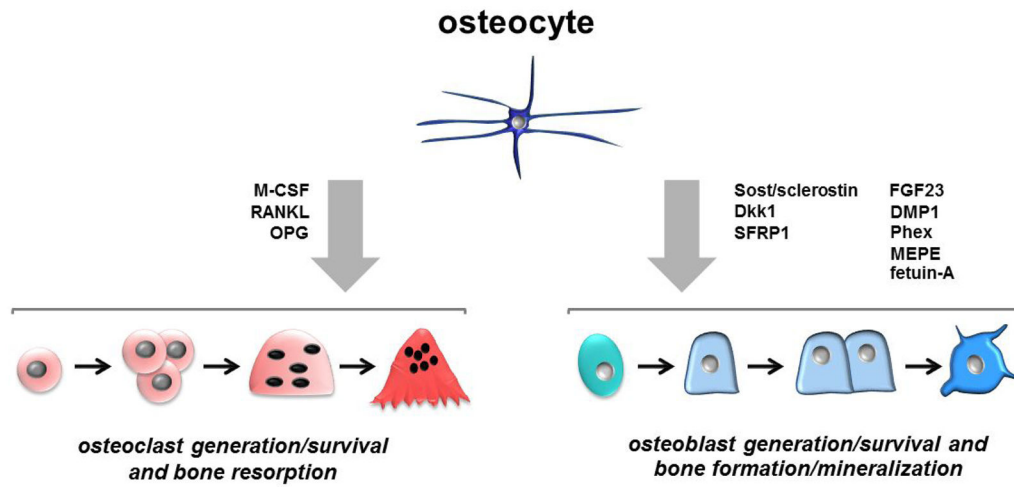 osteocyte
M-CSF
RANKL
OPG
Sost/sclerostin
Dkk1
SFRP1
FGF23
DMP1
Phex
MEPE
fetuin-A
osteoclast generation/survival
and bone resorption
osteoblast generation/survival and
bone formation/mineralization